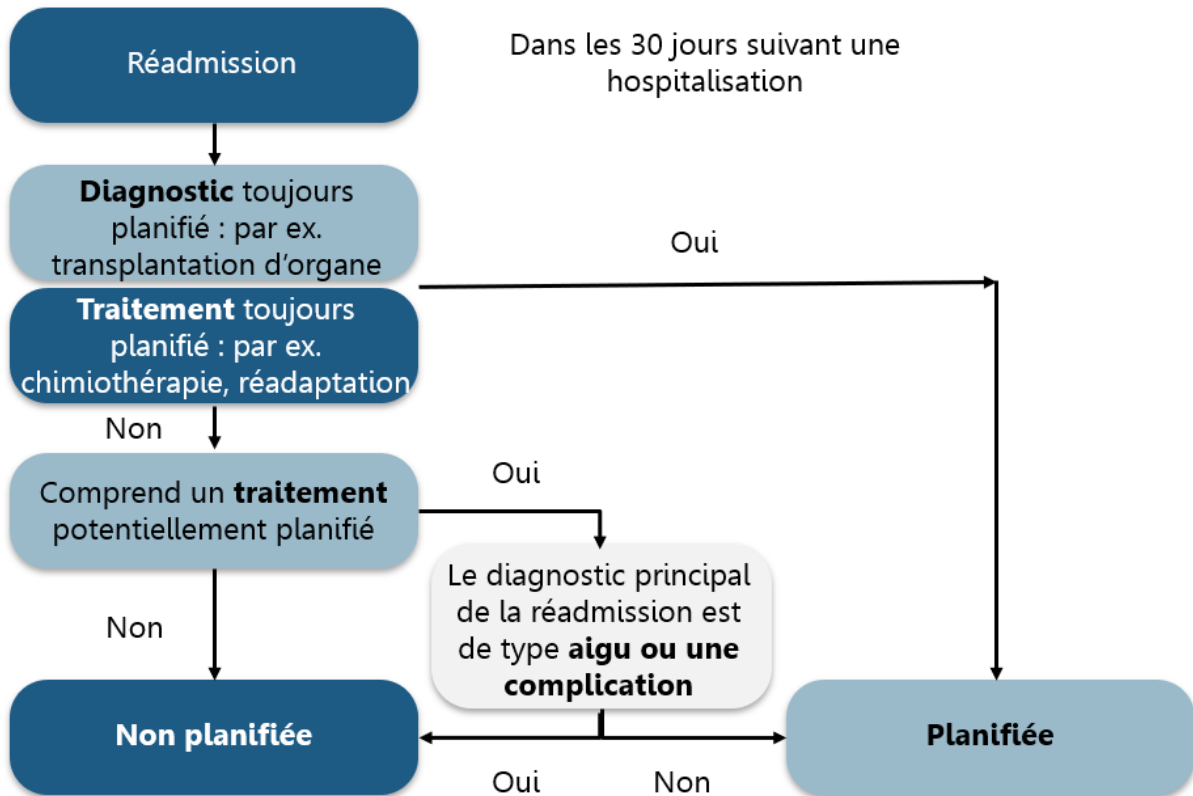 Réadmission
Dans les 30 jours suivant une
hospitalisation
Diagnostic toujours
planifié : par ex.
transplantation d’organe
Oui
Traitement toujours
planifié : par ex.
chimiothérapie, réadaptation
Non
Comprend un traitement
potentiellement planifié
Oui
Le diagnostic principal
de la réadmission est
de type aigu ou une
complication
Non
Non planifiée
Planifiée
Oui
Non